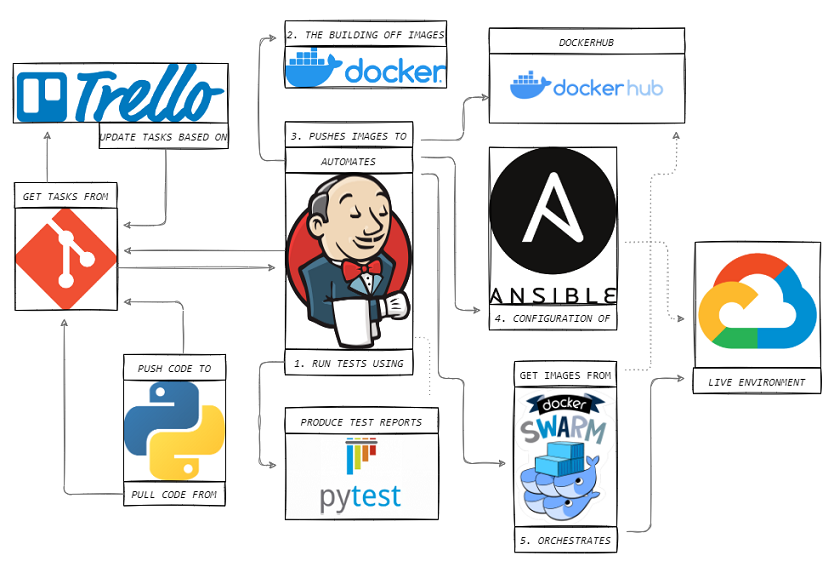 2. THE BUILDING OFF IMAGES
docker
DOCKERHUB
dockerhub
Trello
UPDATE TASKS BASED ON
3. PUSHES IMAGES TO
AUTOMATES
GET TASKS FROM
ANSIBLE
4. CONFIGURATION OF
1. RUN TESTS USING
PUSH CODE TO
GET IMAGES FROM
LIVE ENVIRONMENT
docker
SWARM
PRODUCE TEST REPORTS
pytest
PULL CODE FROM
5. ORCHESTRATES